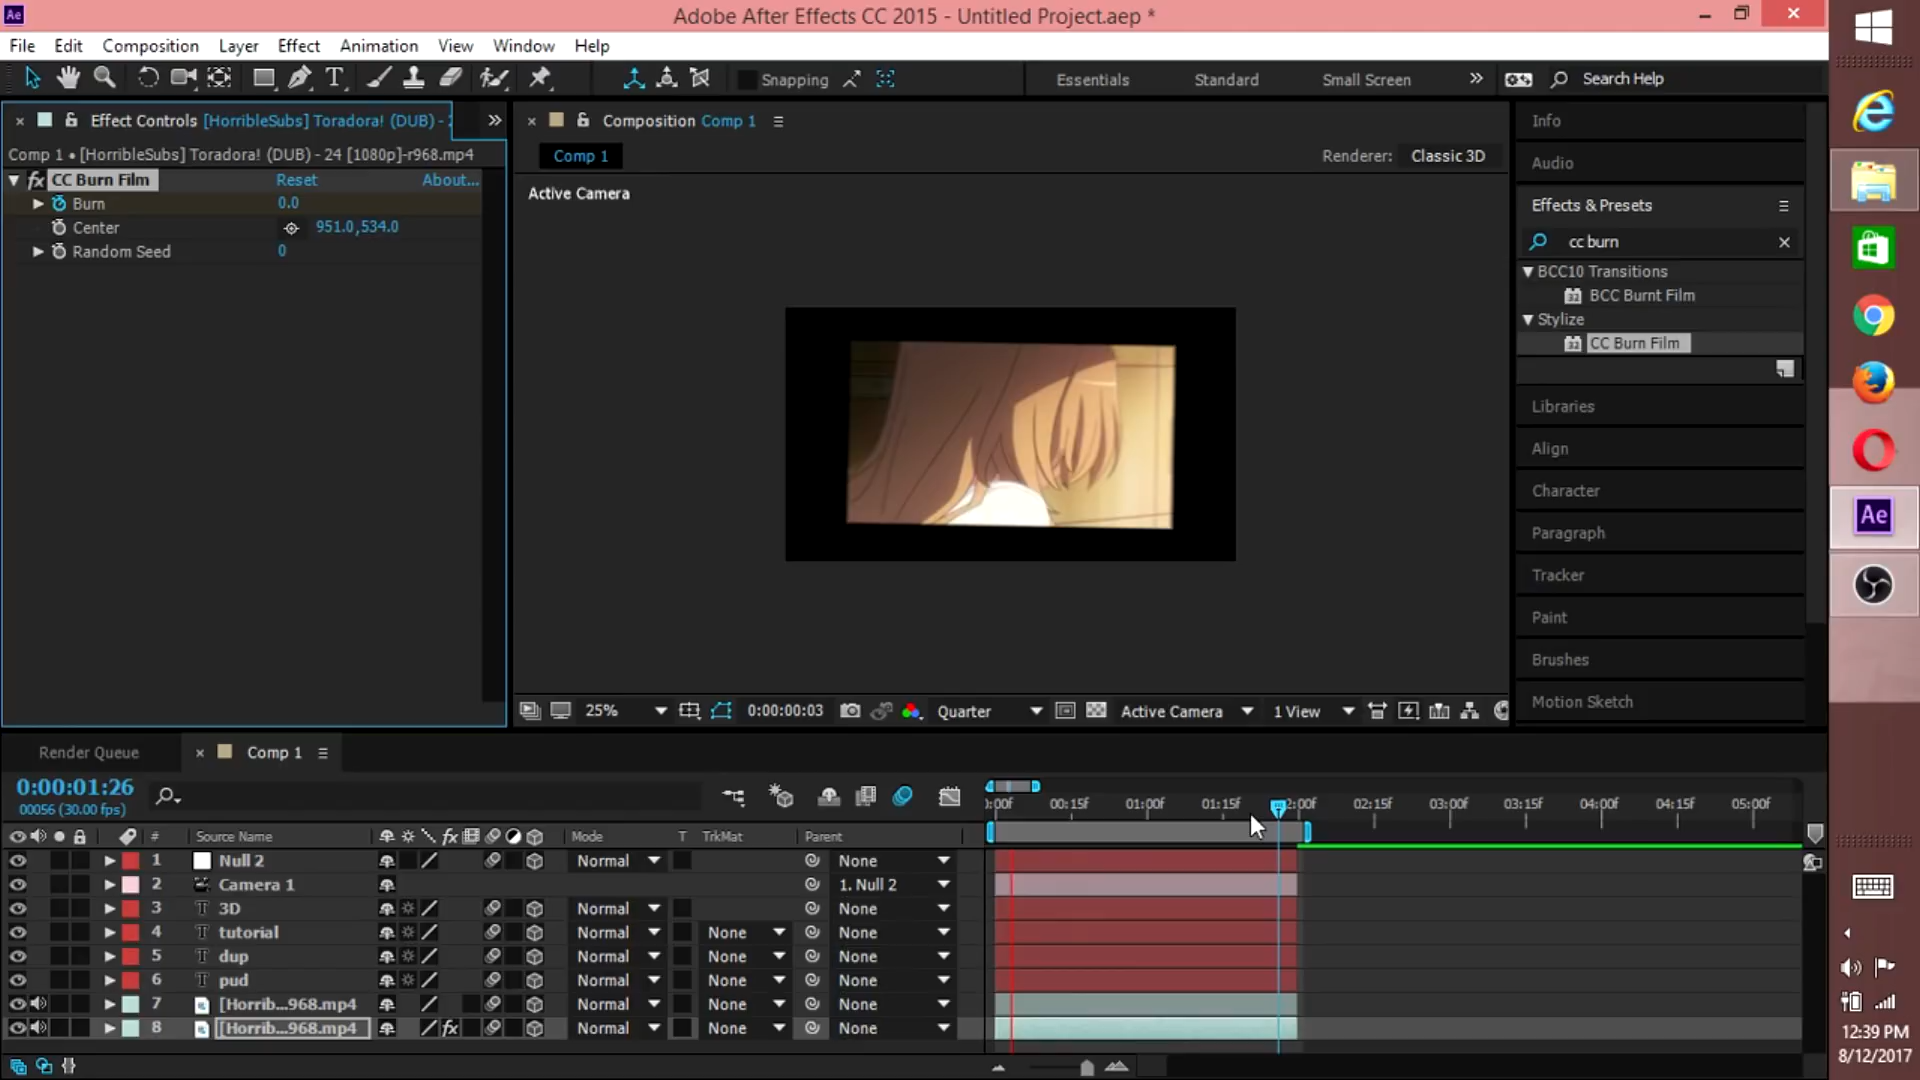 Ae
Adobe After Effects CC 2015 - Untitled Project.aep *
File Edit Composition Layer Effect Animation View Window Help
Snapping
Essentials Standard Small Screen
Search Help
Effect Controls [HorribleSubs] Toradora! (DUB) -
Comp 1 • [HorribleSubs] Toradora! (DUB) - 24 [1080p]-r968.mp4
fx CC Burn Film Reset About...
Burn 0.0
Center 951.0,534.0
Random Seed 0
Composition Comp 1
Comp 1
Renderer: Classic 3D
Active Camera
25%
0:00:00:03
Quarter
Active Camera
1 View
Info
Audio
Effects & Presets
cc burn
BCC10 Transitions
BCC Burnt Film
Stylize
CC Burn Film
Libraries
Align
Character
Paragraph
Tracker
Paint
Brushes
Motion Sketch
Render Queue
Comp 1
0:00:01:26
00056 (30.00 fps)
:00f 00:15f 01:00f 01:15f 2:00f 02:15f 03:00f 03:15f 04:00f 04:15f 05:00f
# Source Name fx Mode T TrkMat Parent
1 Null 2 Normal None
2 Camera 1 1. Null 2
3 T 3D Normal None
4 T tutorial Normal None None
5 T dup Normal None None
6 T pud Normal None None
7 [Horrib...968.mp4 Normal None None
8 [Horrib...968.mp4 fx Normal None None
Ae
12:39 PM
8/12/2017